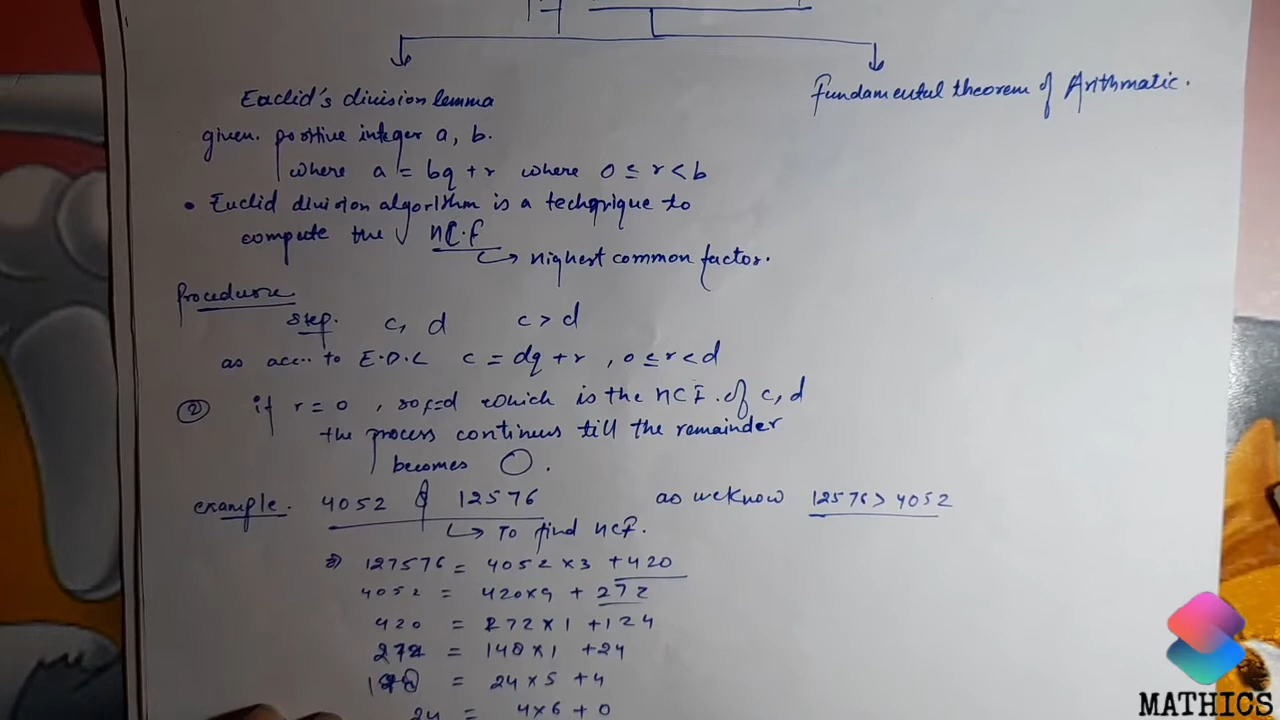 Euclid's division lemma
Fundamental theorem of Arithmatic.
given. positive integer a, b.
where a = bq + r where 0 ≤ r < b
• Euclid division algorithm is a technique to
compute the H.C.F
↳ Highest common factor.
Procedure
step. c, d c > d
as acc.. to E.D.L c = dq + r , 0 ≤ r < d
② if r = 0 , so c=d which is the HCF. of c, d
the process continus till the remainder
becomes 0.
example. 4052 & 12576 as we know 12576 > 4052
↳ To find HCF.
127576 = 4052 × 3 + 420
4052 = 420 × 9 + 272
420 = 272 × 1 + 124
272 = 148 × 1 + 24
= 24 × 5 + 4
24 = 4 × 6 + 0
MATHICS